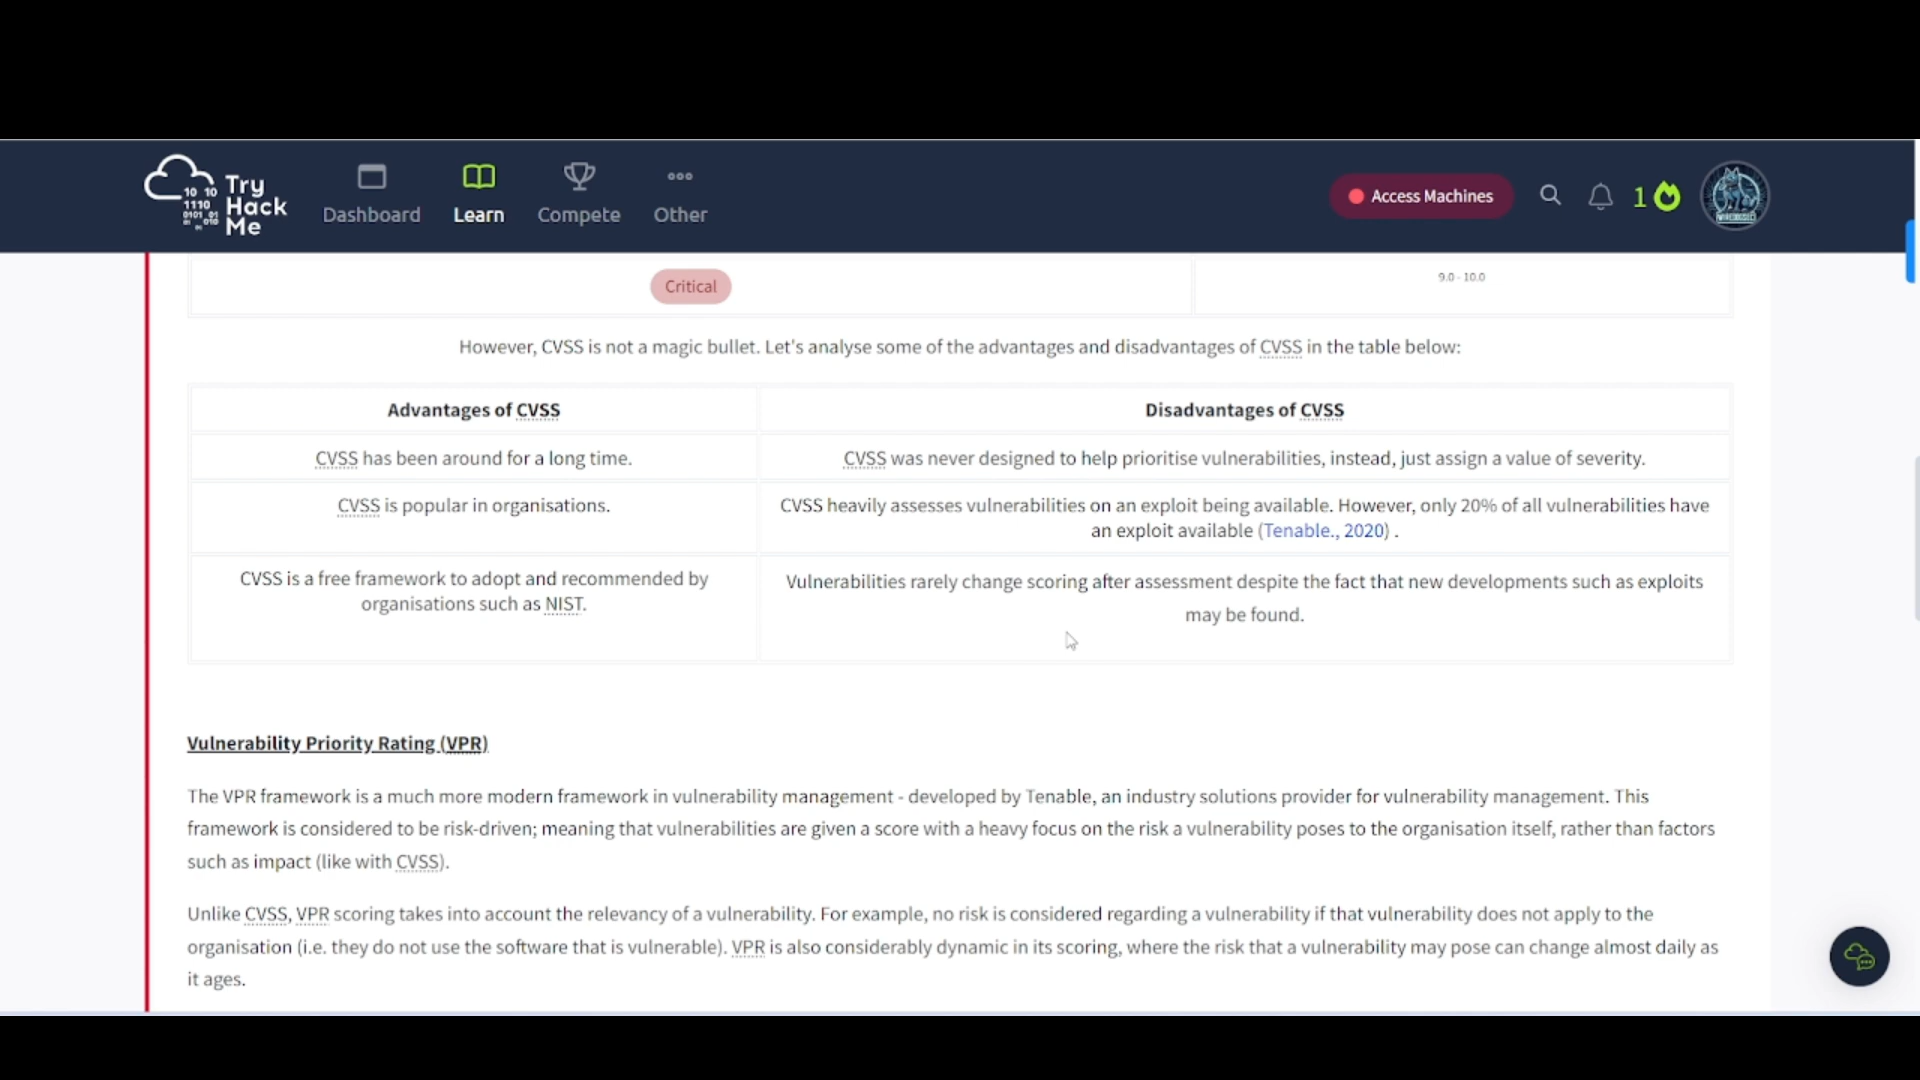 Try
Hack
Me
10 10
1110
0101 01
01 010
Dashboard
Learn
Compete
Other
Access Machines
1
Critical
9.0 - 10.0
However, CVSS is not a magic bullet. Let's analyse some of the advantages and disadvantages of CVSS in the table below:
Advantages of CVSS
Disadvantages of CVSS
CVSS has been around for a long time.
CVSS was never designed to help prioritise vulnerabilities, instead, just assign a value of severity.
CVSS is popular in organisations.
CVSS heavily assesses vulnerabilities on an exploit being available. However, only 20% of all vulnerabilities have
an exploit available (Tenable., 2020) .
CVSS is a free framework to adopt and recommended by
organisations such as NIST.
Vulnerabilities rarely change scoring after assessment despite the fact that new developments such as exploits
may be found.
Vulnerability Priority Rating (VPR)
The VPR framework is a much more modern framework in vulnerability management - developed by Tenable, an industry solutions provider for vulnerability management. This
framework is considered to be risk-driven; meaning that vulnerabilities are given a score with a heavy focus on the risk a vulnerability poses to the organisation itself, rather than factors
such as impact (like with CVSS).
Unlike CVSS, VPR scoring takes into account the relevancy of a vulnerability. For example, no risk is considered regarding a vulnerability if that vulnerability does not apply to the
organisation (i.e. they do not use the software that is vulnerable). VPR is also considerably dynamic in its scoring, where the risk that a vulnerability may pose can change almost daily as
it ages.